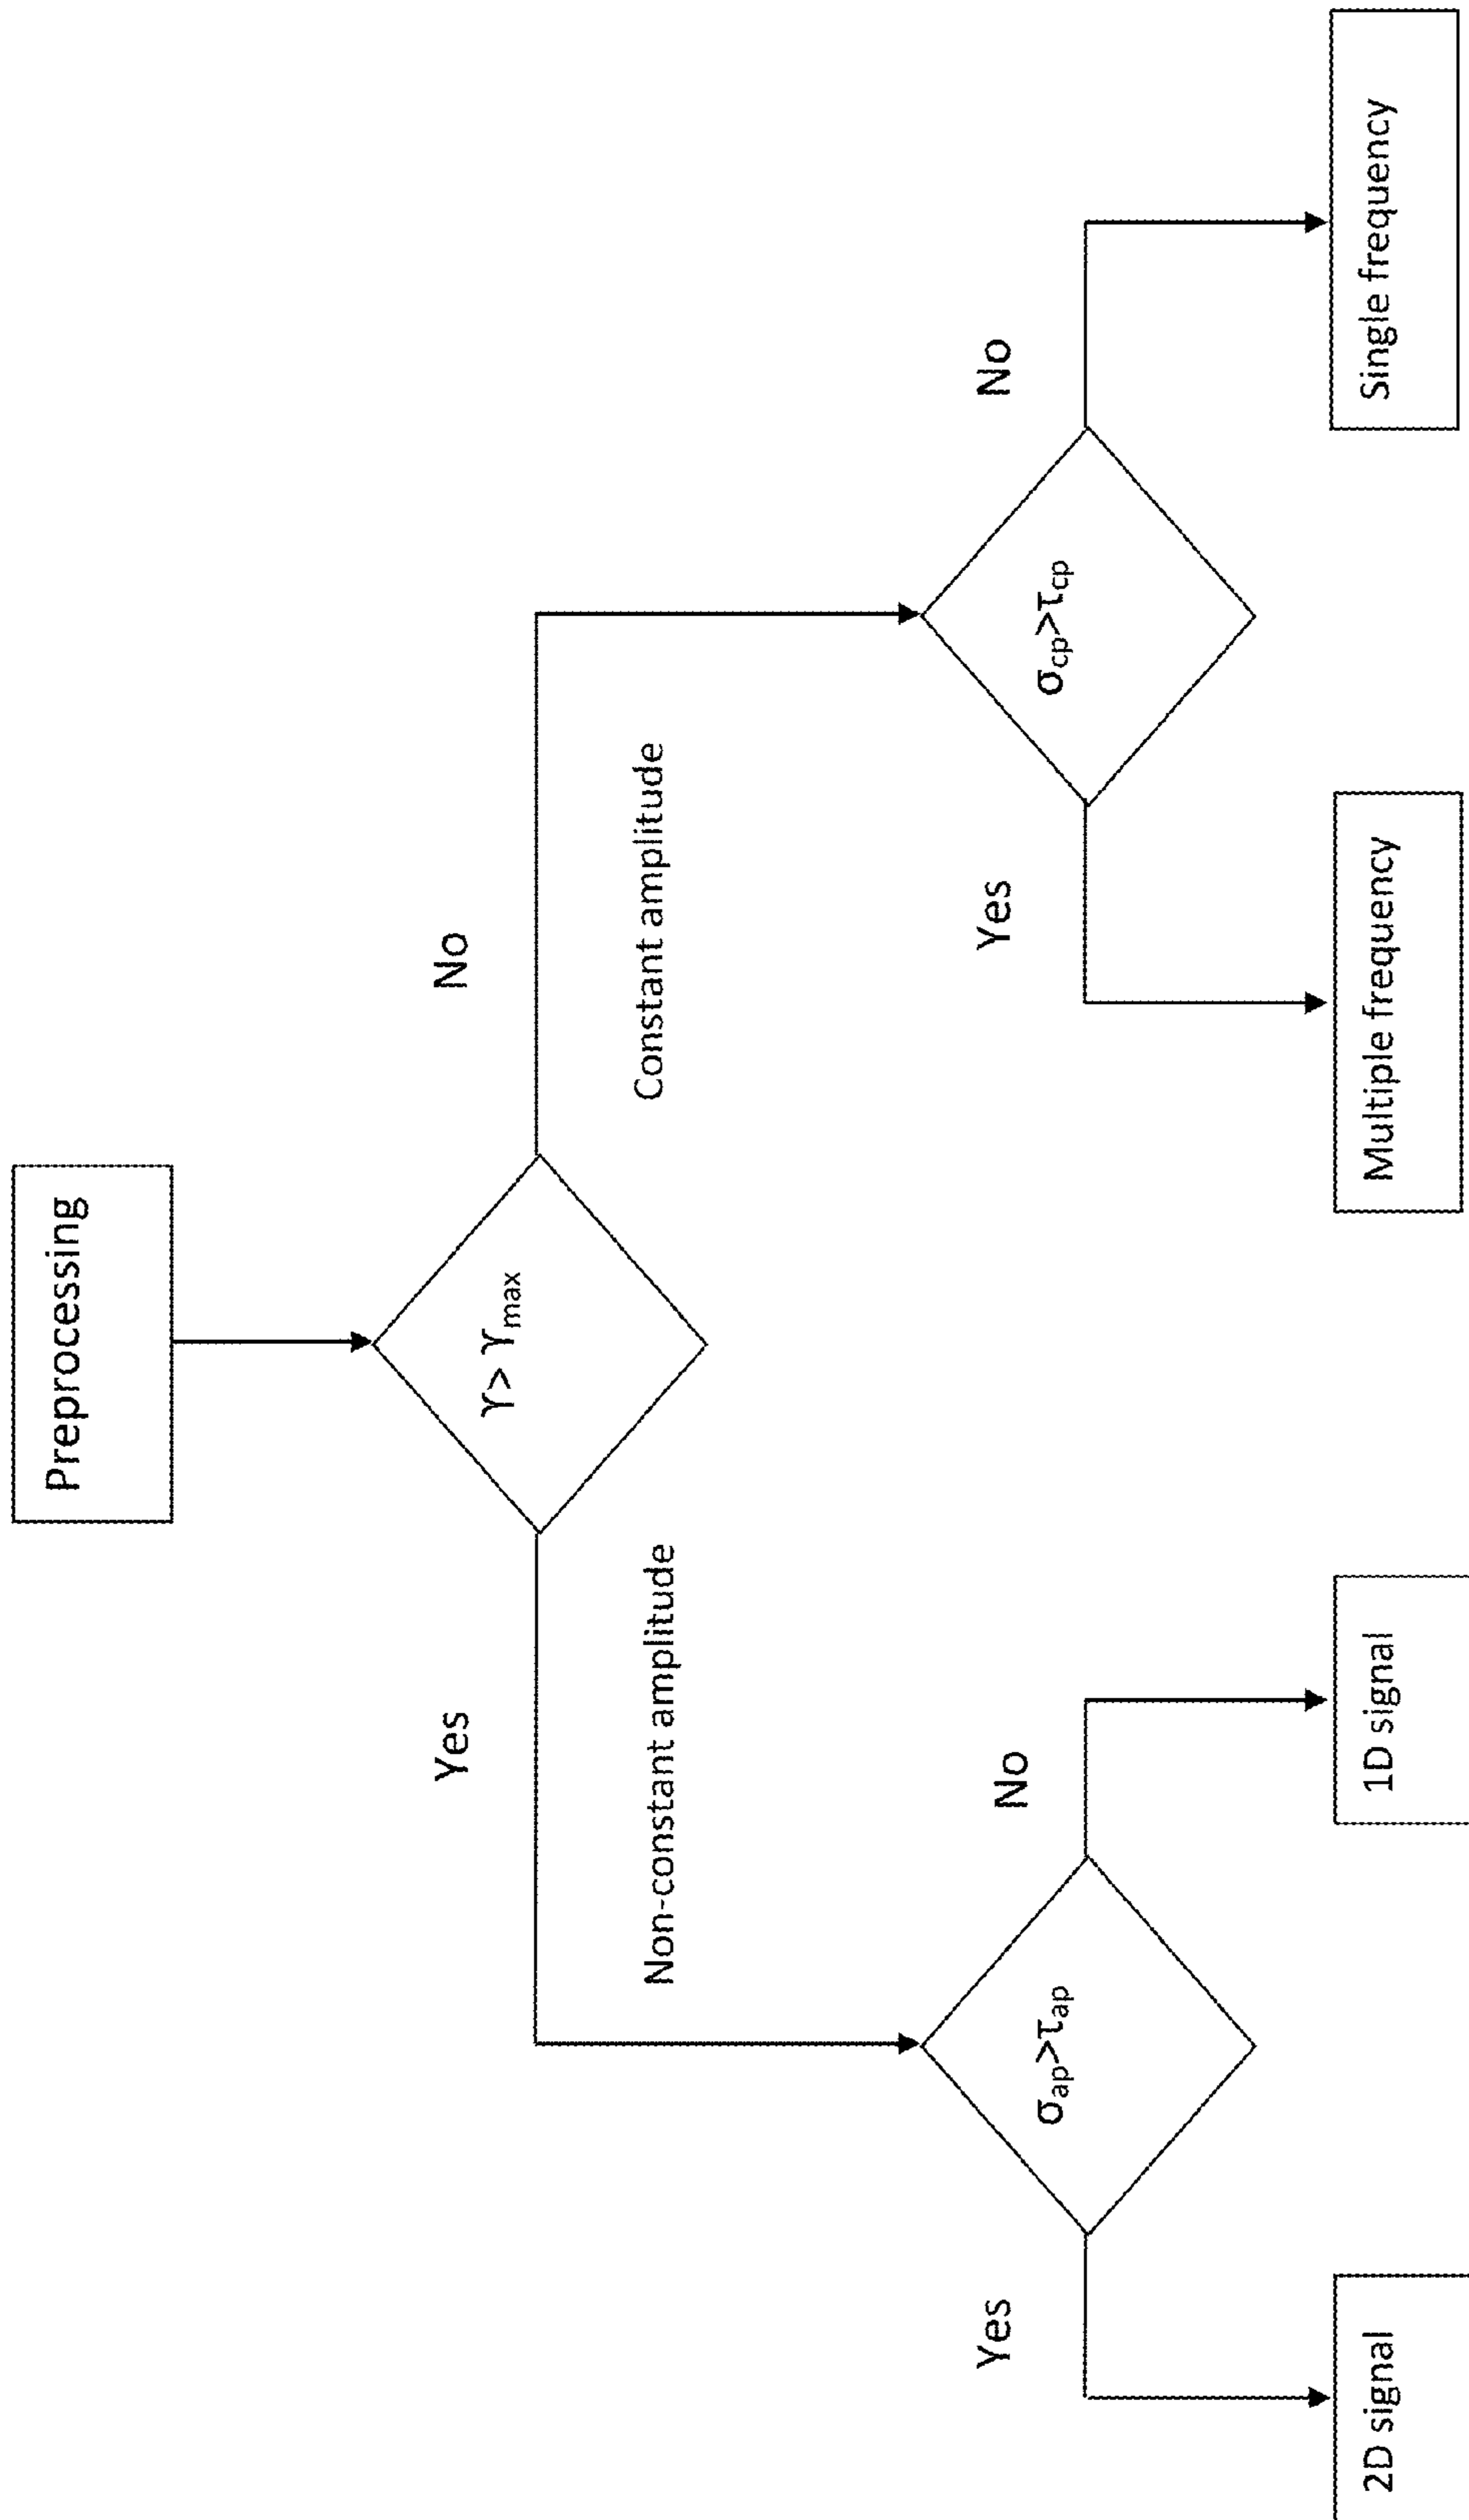 Preprocessing
γ> γmax
Yes
No
Non-constant amplitude
Constant amplitude
σap>τap
σcp>τcp
Yes
No
Yes
No
2D signal
1D signal
Multiple frequency
Single frequency